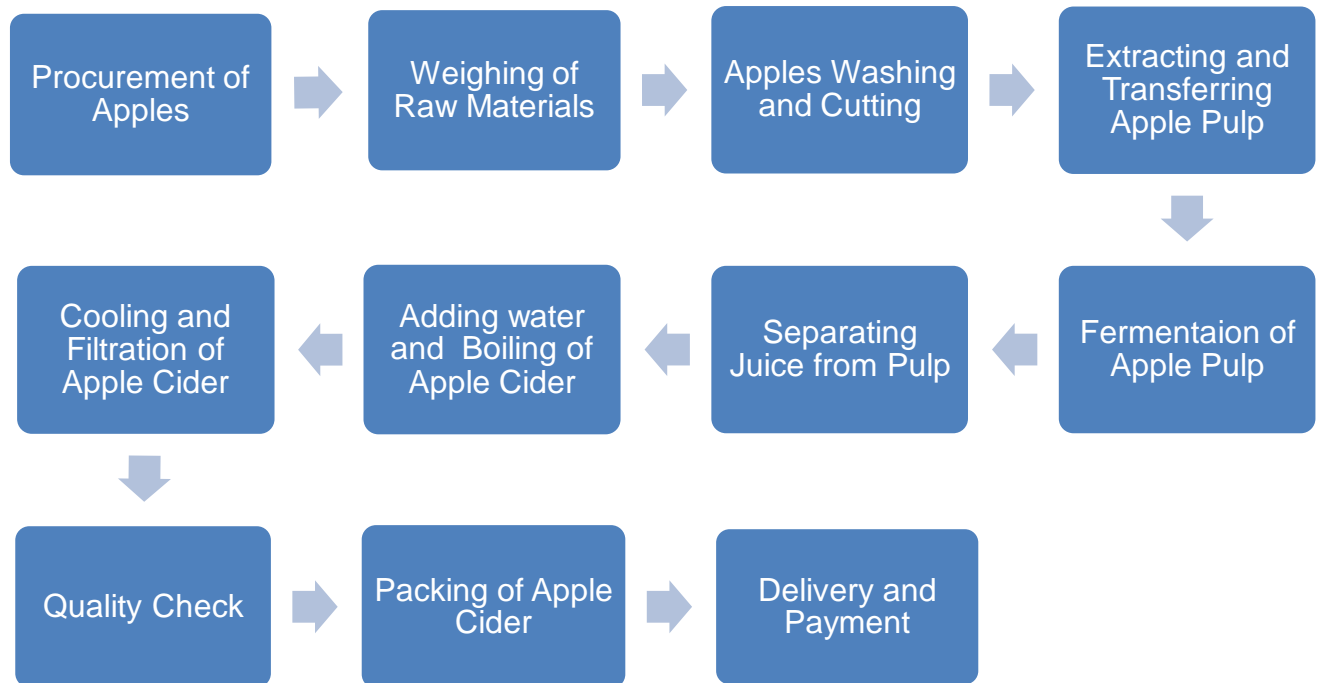 Procurement of
Apples
Weighing of
Raw Materials
Apples Washing
and Cutting
Extracting and
Transferring
Apple Pulp
Fermentaion of
Apple Pulp
Separating
Juice from Pulp
Adding water
and Boiling of
Apple Cider
Cooling and
Filtration of
Apple Cider
Quality Check
Packing of Apple
Cider
Delivery and
Payment